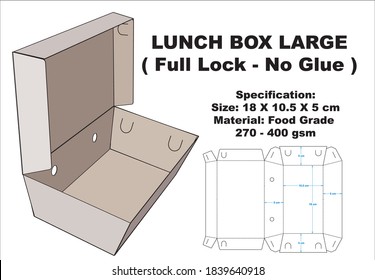 LUNCH BOX LARGE
( Full Lock - No Glue )
Specification:
Size: 18 X 10.5 X 5 cm
Material: Food Grade
270 - 400 gsm
shutterstock.com · 1839640918